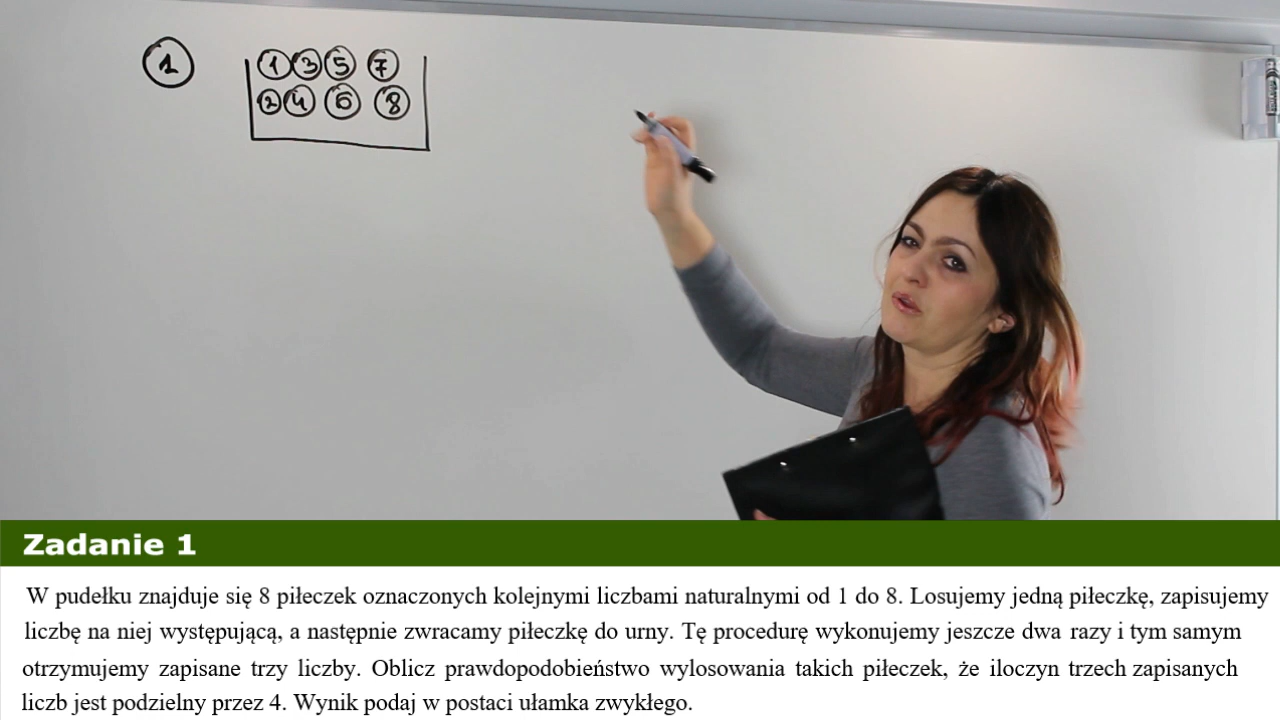 1
1 3 5 7
2 4 6 8
Zadanie 1
W pudełku znajduje się 8 piłeczek oznaczonych kolejnymi liczbami naturalnymi od 1 do 8. Losujemy jedną piłeczkę, zapisujemy
liczbę na niej występującą, a następnie zwracamy piłeczkę do urny. Tę procedurę wykonujemy jeszcze dwa razy i tym samym
otrzymujemy zapisane trzy liczby. Oblicz prawdopodobieństwo wylosowania takich piłeczek, że iloczyn trzech zapisanych
liczb jest podzielny przez 4. Wynik podaj w postaci ułamka zwykłego.